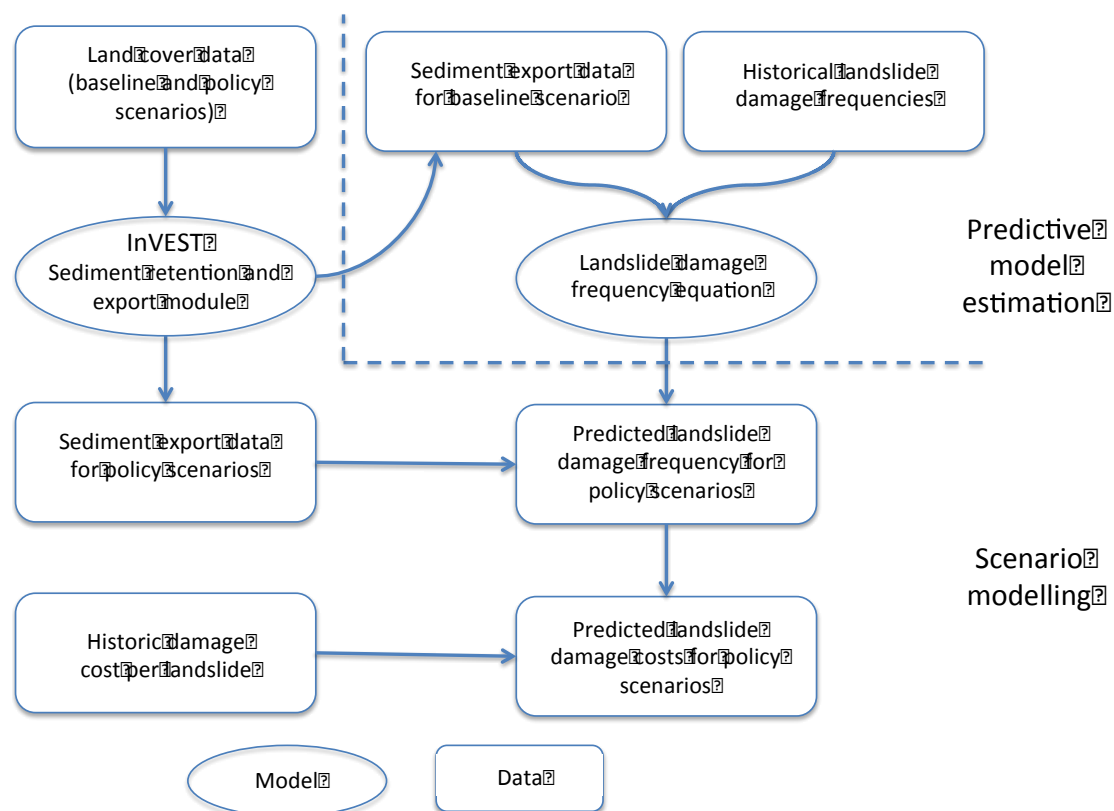 Land cover data
(baseline and policy
scenarios)
Sediment export data
for baseline scenario
Historical landslide
damage frequencies
InVEST
Sediment retention and
export module
Landslide damage
frequency equation
Predictive
model
estimation
Sediment export data
for policy scenarios
Predicted landslide
damage frequency for
policy scenarios
Scenario
modelling
Historic damage
cost per landslide
Predicted landslide
damage costs for policy
scenarios
Model
Data